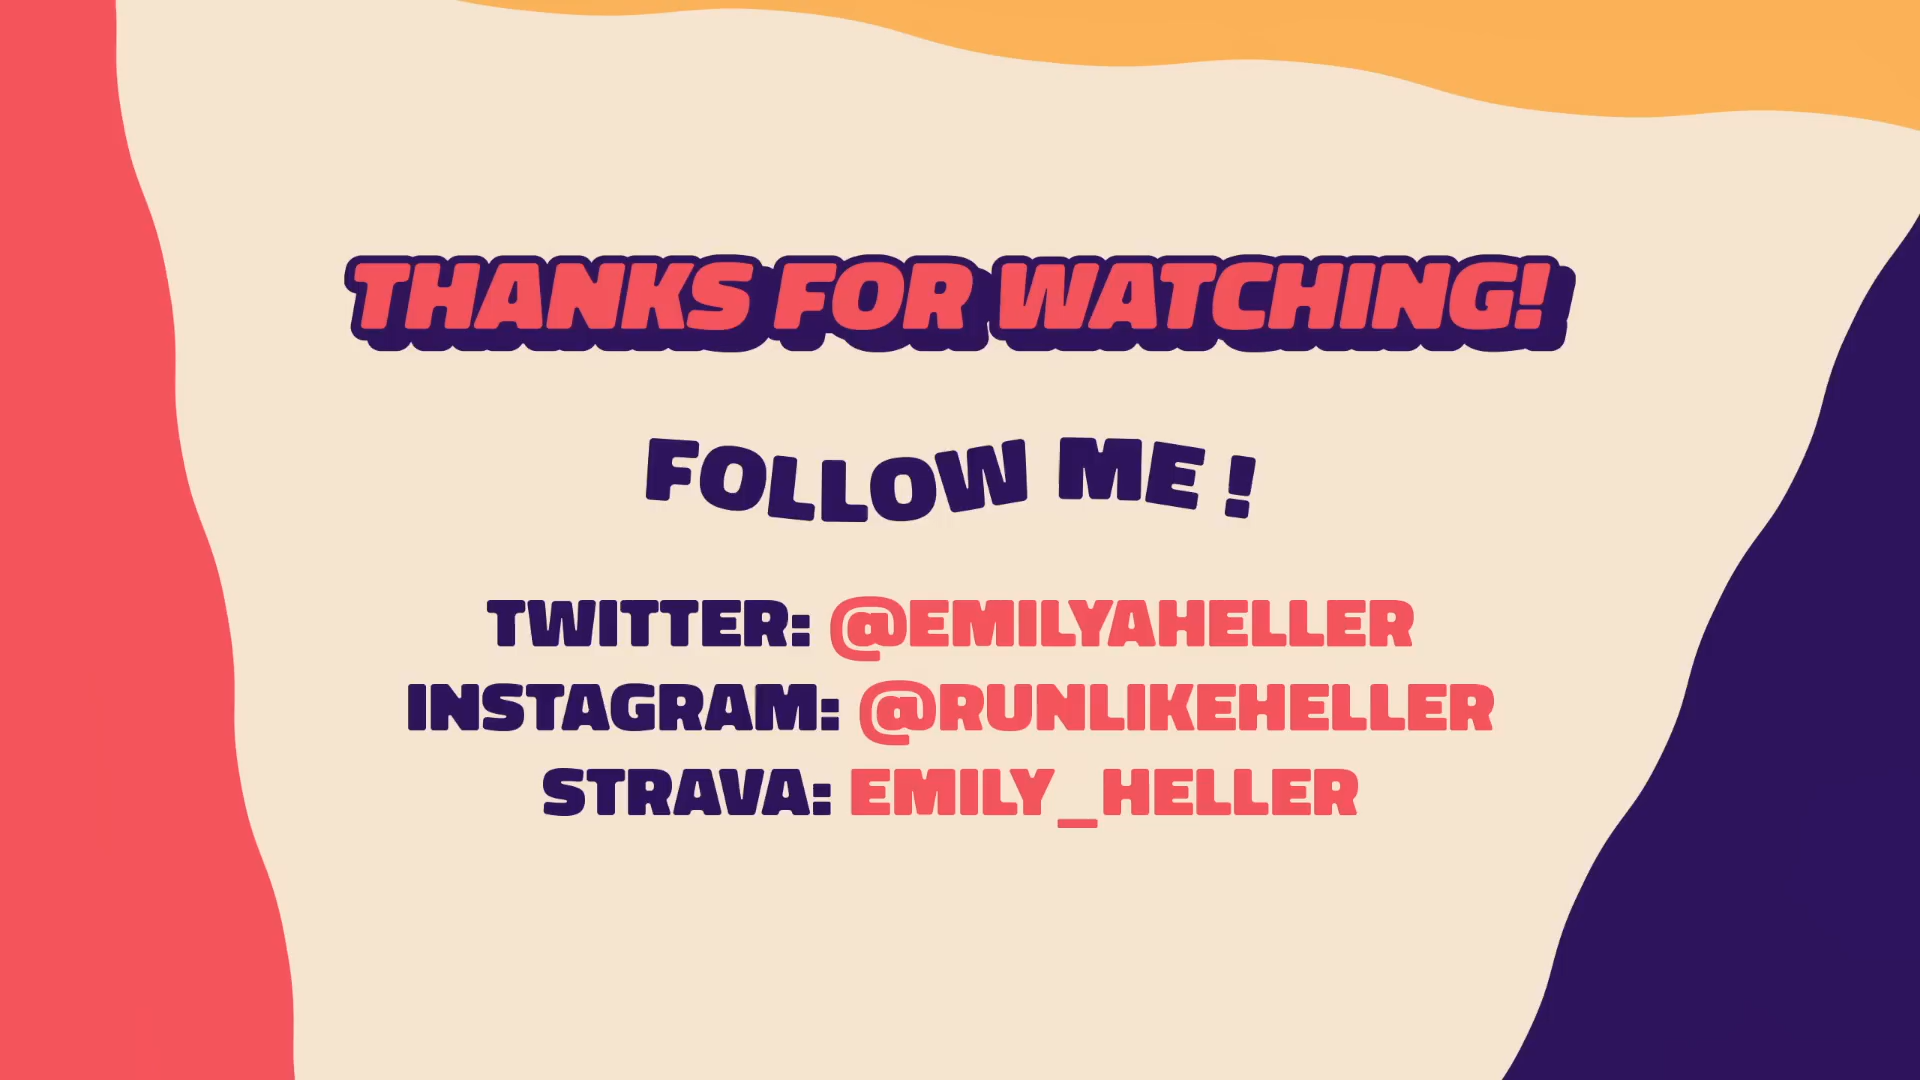 THANKS FOR WATCHING!
FOLLOW ME !
TWITTER: @EMILYAHELLER
INSTAGRAM: @RUNLIKEHELLER
STRAVA: EMILY_HELLER